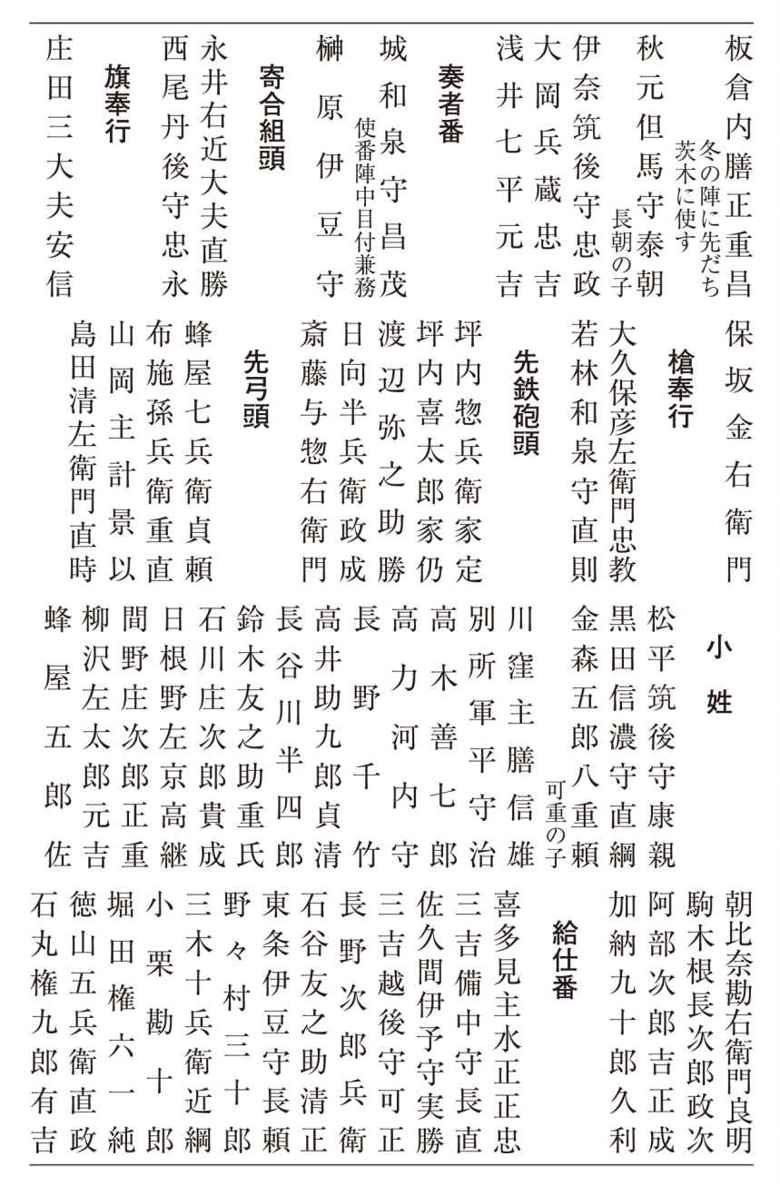 板倉内膳正重昌
冬の陣に先だち
茨木に使す
秋元但馬守泰朝
長朝の子
伊奈筑後守忠政
大岡兵蔵忠吉
浅井七平元吉
奏者番
城和泉守昌茂
使番陣中目付兼務
榊原伊豆守
寄合組頭
永井右近大夫直勝
西尾丹後守忠永
旗奉行
庄田三大夫安信
保坂金右衛門
槍奉行
大久保彦左衛門忠教
若林和泉守直則
先鉄砲頭
坪内惣兵衛家定
坪内喜太郎家仍
渡辺弥之助勝
日向半兵衛政成
斎藤与惣右衛門
先弓頭
蜂屋七兵衛貞頼
布施孫兵衛重直
山岡主計景以
島田清左衛門直時
小姓
松平筑後守康親
黒田信濃守直綱
金森五郎八重頼
可重の子
川窪主膳信雄
別所軍平守治
高木善七郎
高力河内守
長野千竹
高井助九郎貞清
長谷川半四郎
鈴木友之助重氏
石川庄次郎貴成
日根野左京高継
間野庄次郎正重
柳沢左太郎元吉
蜂屋五郎佐
朝比奈勘右衛門良明
駒木根長次郎政次
阿部次郎吉正成
加納九十郎久利
給仕番
喜多見主水正正忠
三吉備中守長直
佐久間伊予守実勝
三吉越後守可正
長野次郎兵衛
石谷友之助清正
東条伊豆守長頼
野々村三十郎
三木十兵衛近綱
小栗勘十郎
堀田権六一純
徳山五兵衛直政
石丸権九郎有吉